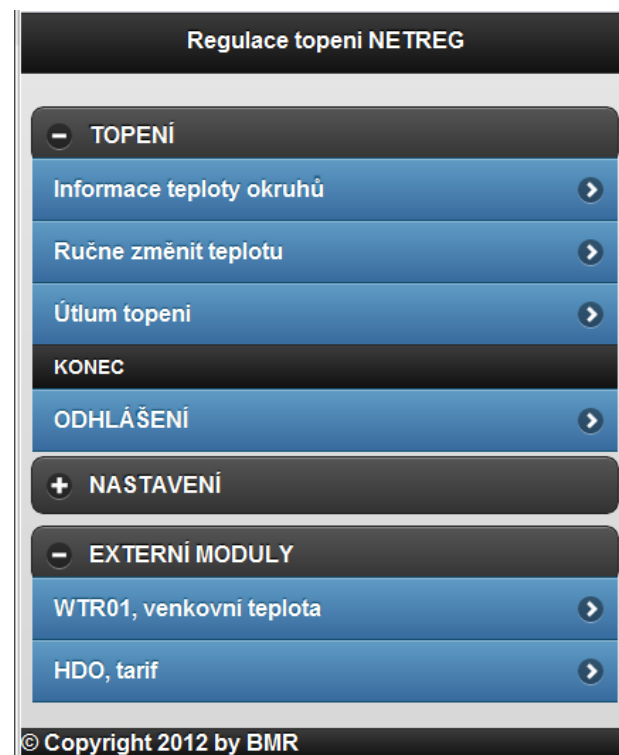 Regulace topeni NETREG
TOPENÍ
Informace teploty okruhů
Ručne změnit teplotu
Útlum topeni
KONEC
ODHLÁŠENÍ
NASTAVENÍ
EXTERNÍ MODULY
WTR01, venkovní teplota
HDO, tarif
© Copyright 2012 by BMR